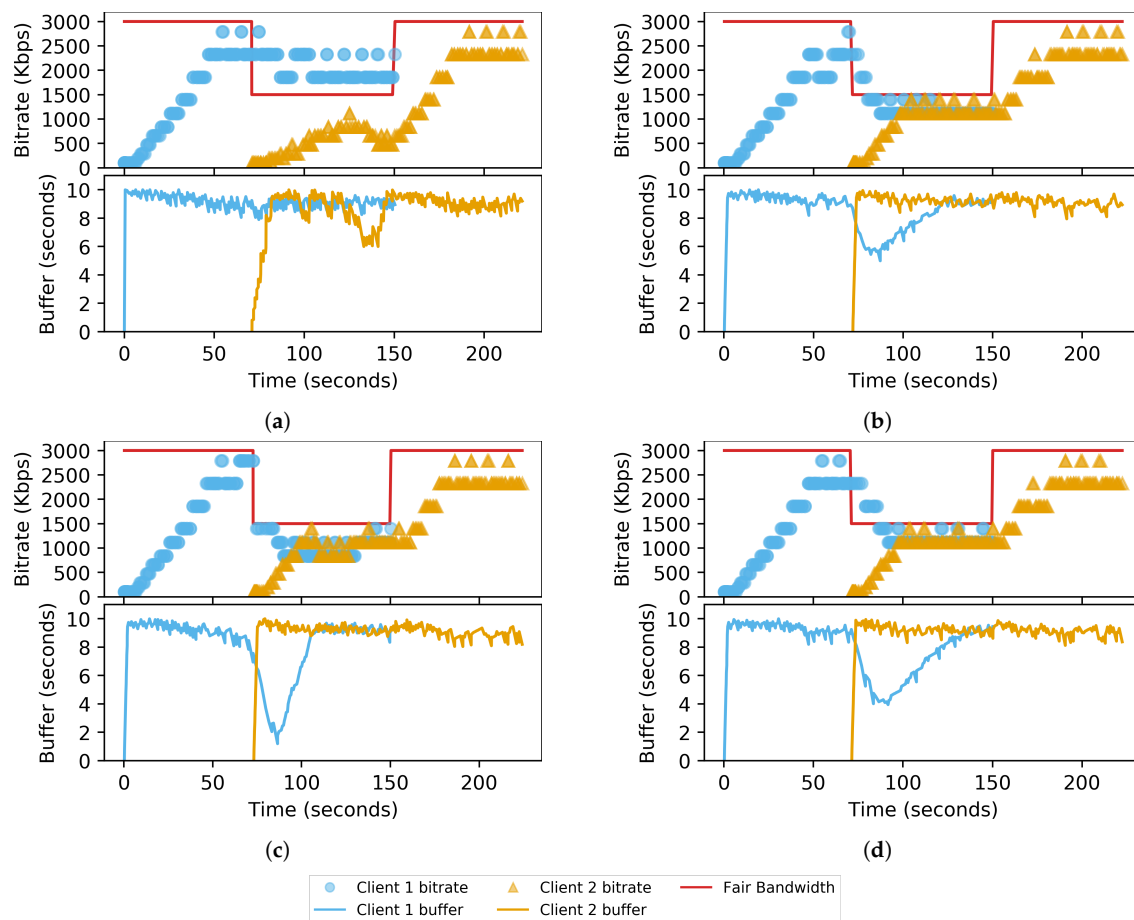 3000
2500
2000
1500
1000
500
0
Bitrate (Kbps)
10
8
6
4
2
0
Buffer (seconds)
0 50 100 150 200
Time (seconds)
(a)
3000
2500
2000
1500
1000
500
0
Bitrate (Kbps)
10
8
6
4
2
0
Buffer (seconds)
0 50 100 150 200
Time (seconds)
(b)
3000
2500
2000
1500
1000
500
0
Bitrate (Kbps)
10
8
6
4
2
0
Buffer (seconds)
0 50 100 150 200
Time (seconds)
(c)
3000
2500
2000
1500
1000
500
0
Bitrate (Kbps)
10
8
6
4
2
0
Buffer (seconds)
0 50 100 150 200
Time (seconds)
(d)
Client 1 bitrate Client 2 bitrate Fair Bandwidth
Client 1 buffer Client 2 buffer